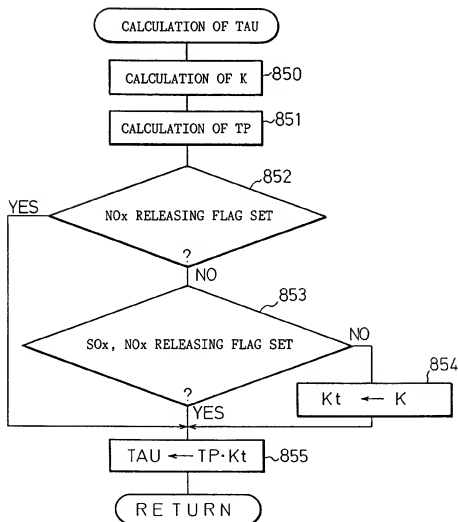 CALCULATION OF TAU
CALCULATION OF K
850
CALCULATION OF TP
851
852
YES
NOx RELEASING FLAG SET
?
NO
853
SOx, NOx RELEASING FLAG SET
NO
?
YES
854
Kt ← K
TAU ← TP·Kt
855
RETURN